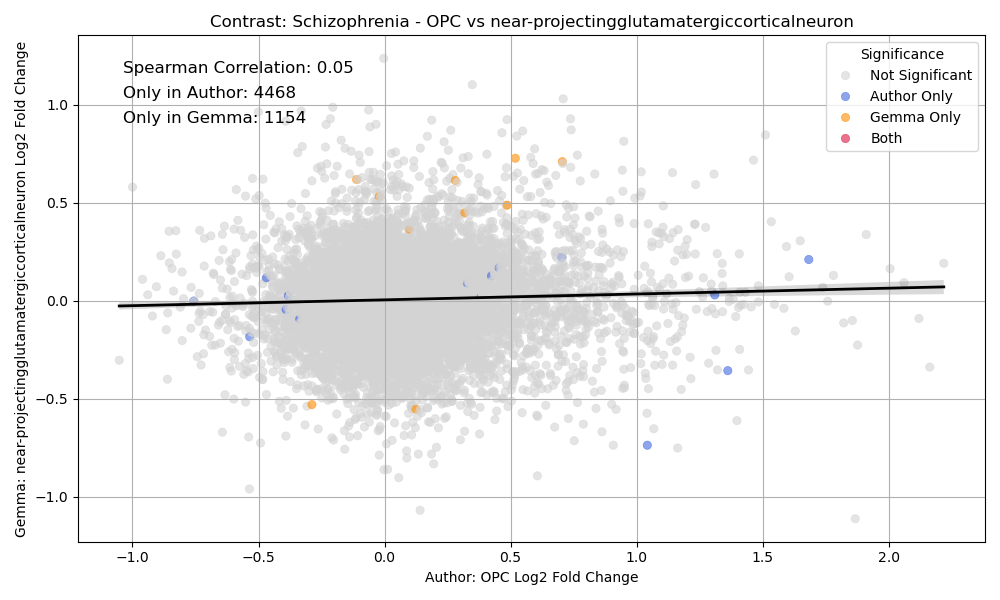 Contrast: Schizophrenia - OPC vs near-projectingglutamatergiccorticalneuron
Spearman Correlation: 0.05
Only in Author: 4468
Only in Gemma: 1154
Significance
Not Significant
Author Only
Gemma Only
Both
Gemma: near-projectingglutamatergiccorticalneuron Log2 Fold Change
1.0
0.5
0.0
−0.5
−1.0
−1.0
−0.5
0.0
0.5
1.0
1.5
2.0
Author: OPC Log2 Fold Change